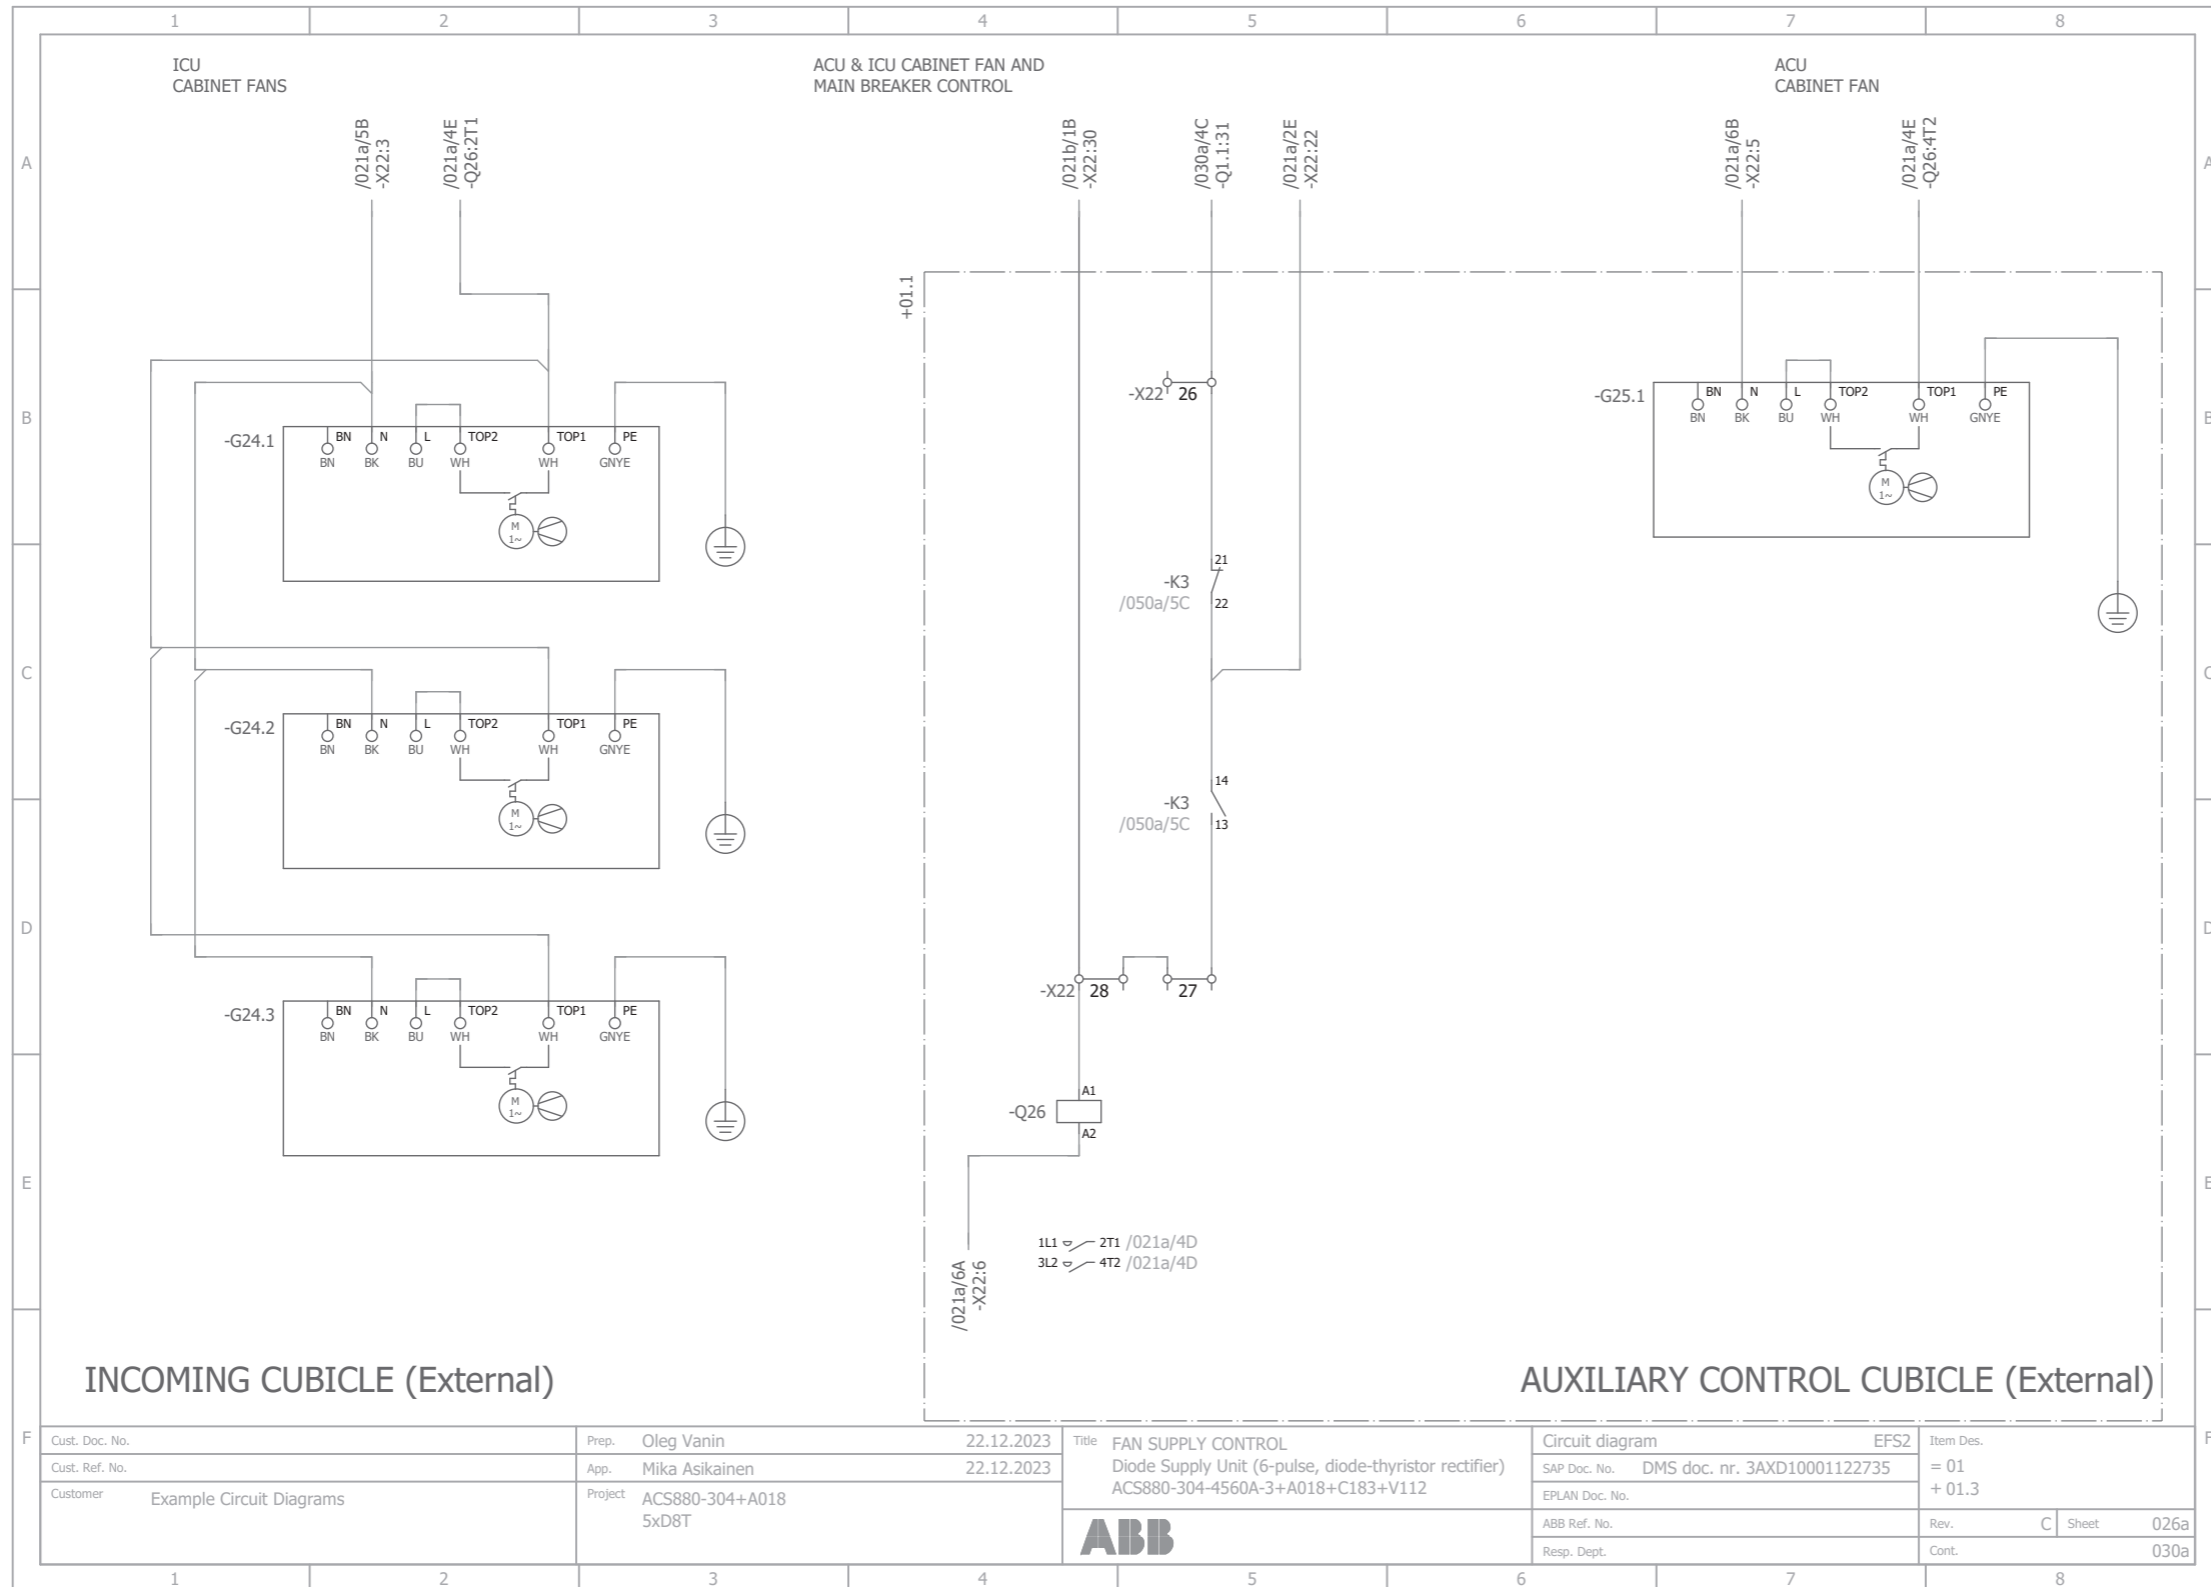 1 2 3 4 5 6 7 8
ICU
CABINET FANS
ACU & ICU CABINET FAN AND
MAIN BREAKER CONTROL
ACU
CABINET FAN
/021a/5B
-X22:3
/021a/4E
-Q26:2T1
/021b/1B
-X22:30
/030a/4C
-Q1.1:31
/021a/2E
-X22:22
/021a/6B
-X22:5
/021a/4E
-Q26:4T2
A A
+01.1
-X22 26
B B
-G24.1
BN N L TOP2 TOP1 PE
BN BK BU WH WH GNYE
M
1~
-G25.1
BN N L TOP2 TOP1 PE
BN BK BU WH WH GNYE
M
1~
-K3
/050a/5C
21
22
C C
-G24.2
BN N L TOP2 TOP1 PE
BN BK BU WH WH GNYE
M
1~
-K3
/050a/5C
14
13
D D
-X22 28 27
-G24.3
BN N L TOP2 TOP1 PE
BN BK BU WH WH GNYE
M
1~
-Q26
A1
A2
E E
1L1 2T1 /021a/4D
3L2 4T2 /021a/4D
/021a/6A
-X22:6
INCOMING CUBICLE (External)
AUXILIARY CONTROL CUBICLE (External)
F F
Cust. Doc. No.
Cust. Ref. No.
Customer Example Circuit Diagrams
Prep. Oleg Vanin 22.12.2023
App. Mika Asikainen 22.12.2023
Project ACS880-304+A018
5xD8T
Title FAN SUPPLY CONTROL
Diode Supply Unit (6-pulse, diode-thyristor rectifier)
ACS880-304-4560A-3+A018+C183+V112
ABB
Circuit diagram EFS2
SAP Doc. No. DMS doc. nr. 3AXD10001122735
EPLAN Doc. No.
ABB Ref. No.
Resp. Dept.
Item Des.
= 01
+ 01.3
Rev. C Sheet 026a
Cont. 030a
1 2 3 4 5 6 7 8